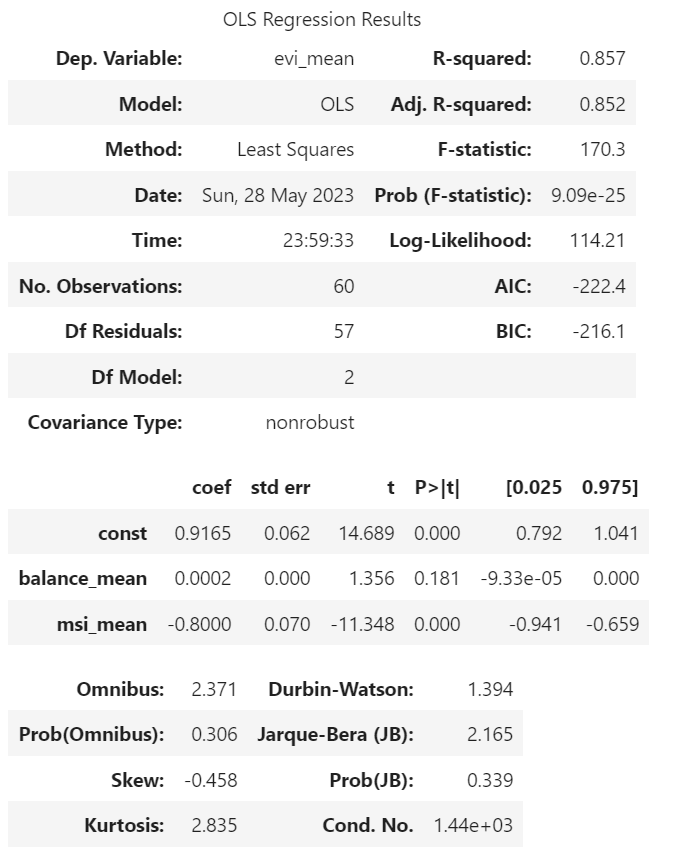 OLS Regression Results
Dep. Variable: evi_mean R-squared: 0.857
Model: OLS Adj. R-squared: 0.852
Method: Least Squares F-statistic: 170.3
Date: Sun, 28 May 2023 Prob (F-statistic): 9.09e-25
Time: 23:59:33 Log-Likelihood: 114.21
No. Observations: 60 AIC: -222.4
Df Residuals: 57 BIC: -216.1
Df Model: 2
Covariance Type: nonrobust
coef std err t P>|t| [0.025 0.975]
const 0.9165 0.062 14.689 0.000 0.792 1.041
balance_mean 0.0002 0.000 1.356 0.181 -9.33e-05 0.000
msi_mean -0.8000 0.070 -11.348 0.000 -0.941 -0.659
Omnibus: 2.371 Durbin-Watson: 1.394
Prob(Omnibus): 0.306 Jarque-Bera (JB): 2.165
Skew: -0.458 Prob(JB): 0.339
Kurtosis: 2.835 Cond. No. 1.44e+03